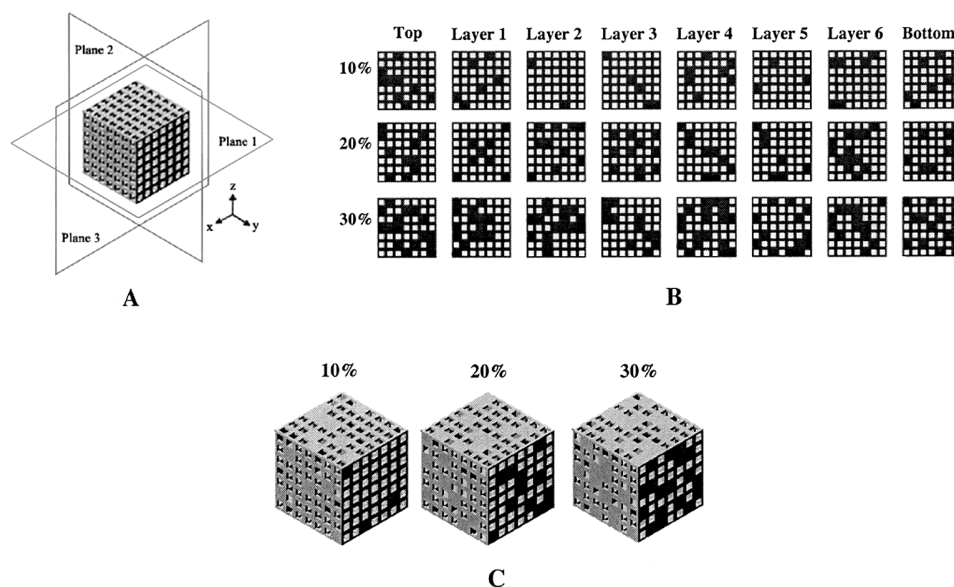 Plane 2
Plane 1
Plane 3
z
x
y
A
Top Layer 1 Layer 2 Layer 3 Layer 4 Layer 5 Layer 6 Bottom
10%
20%
30%
B
10% 20% 30%
C